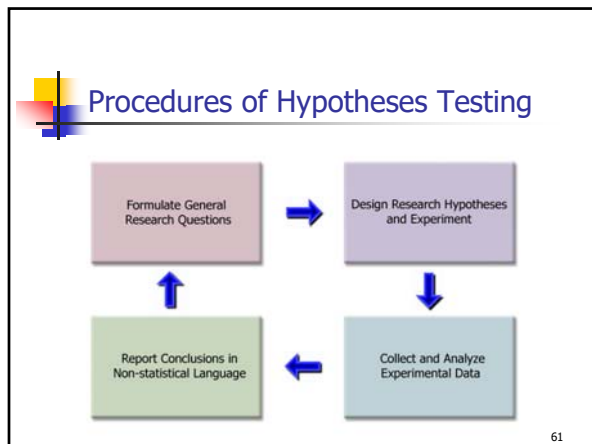 Procedures of Hypotheses Testing
Formulate General
Research Questions
Design Research Hypotheses
and Experiment
Report Conclusions in
Non-statistical Language
Collect and Analyze
Experimental Data
61